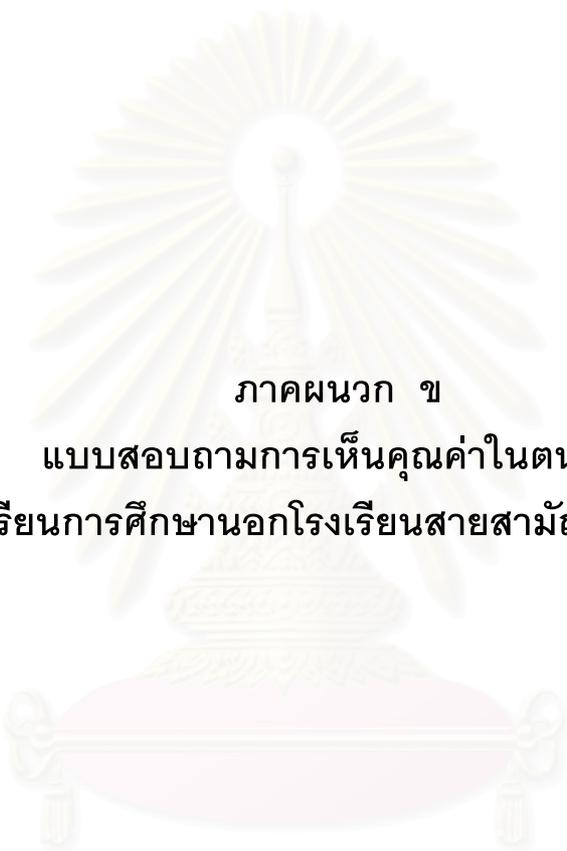 ภาคผนวก ข
แบบสอบถามการเห็นคุณค่าในตน
รียนการศึกษานอกโรงเรียนสายสามัญ